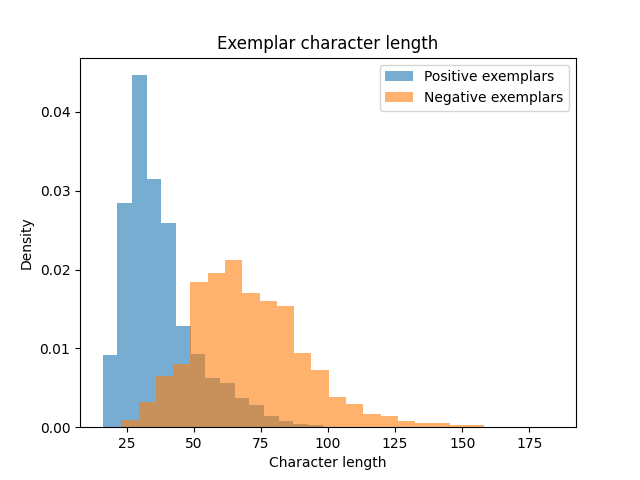 Exemplar character length
Positive exemplars
Negative exemplars
0.04
0.03
0.02
0.01
0.00
Density
25 50 75 100 125 150 175
Character length